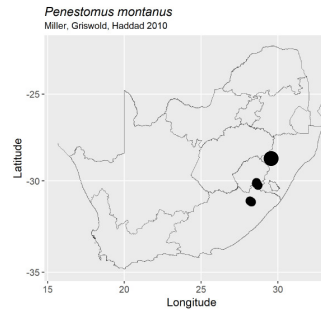 Penestomus montanus
Miller, Griswold, Haddad 2010
-25
-30
-35
Latitude
15 20 25 30
Longitude